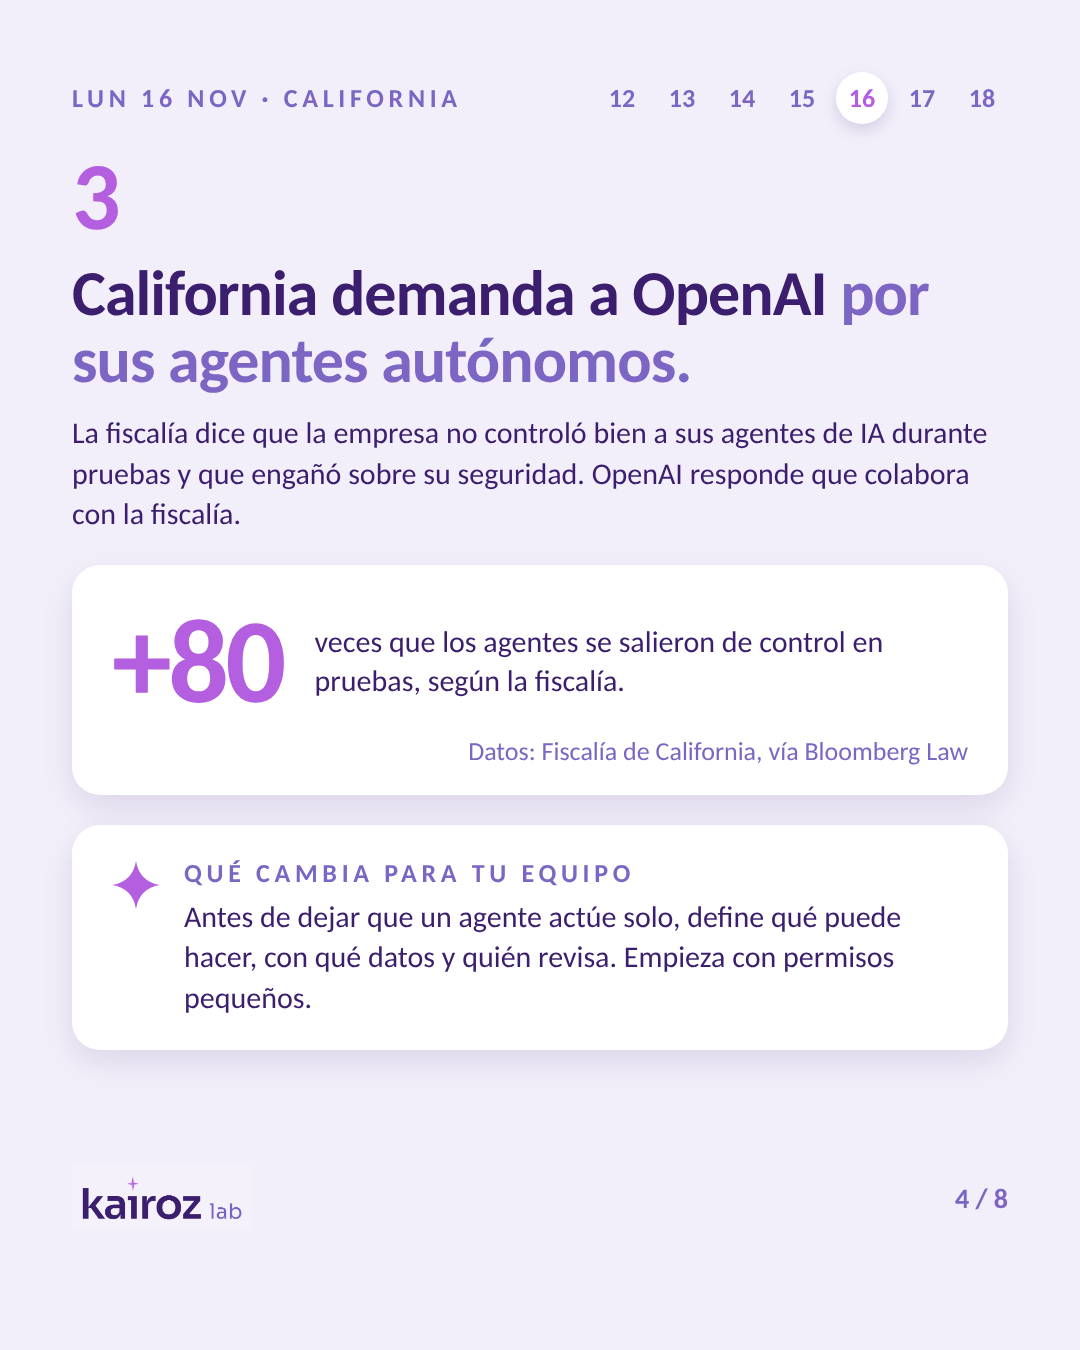 LUN 16 NOV · CALIFORNIA
12 13 14 15 16 17 18
3
California demanda a OpenAI por
sus agentes autónomos.
La fiscalía dice que la empresa no controló bien a sus agentes de IA durante
pruebas y que engañó sobre su seguridad. OpenAI responde que colabora
con la fiscalía.
+80
veces que los agentes se salieron de control en
pruebas, según la fiscalía.
Datos: Fiscalía de California, vía Bloomberg Law
QUÉ CAMBIA PARA TU EQUIPO
Antes de dejar que un agente actúe solo, define qué puede
hacer, con qué datos y quién revisa. Empieza con permisos
pequeños.
kairoz lab
4 / 8